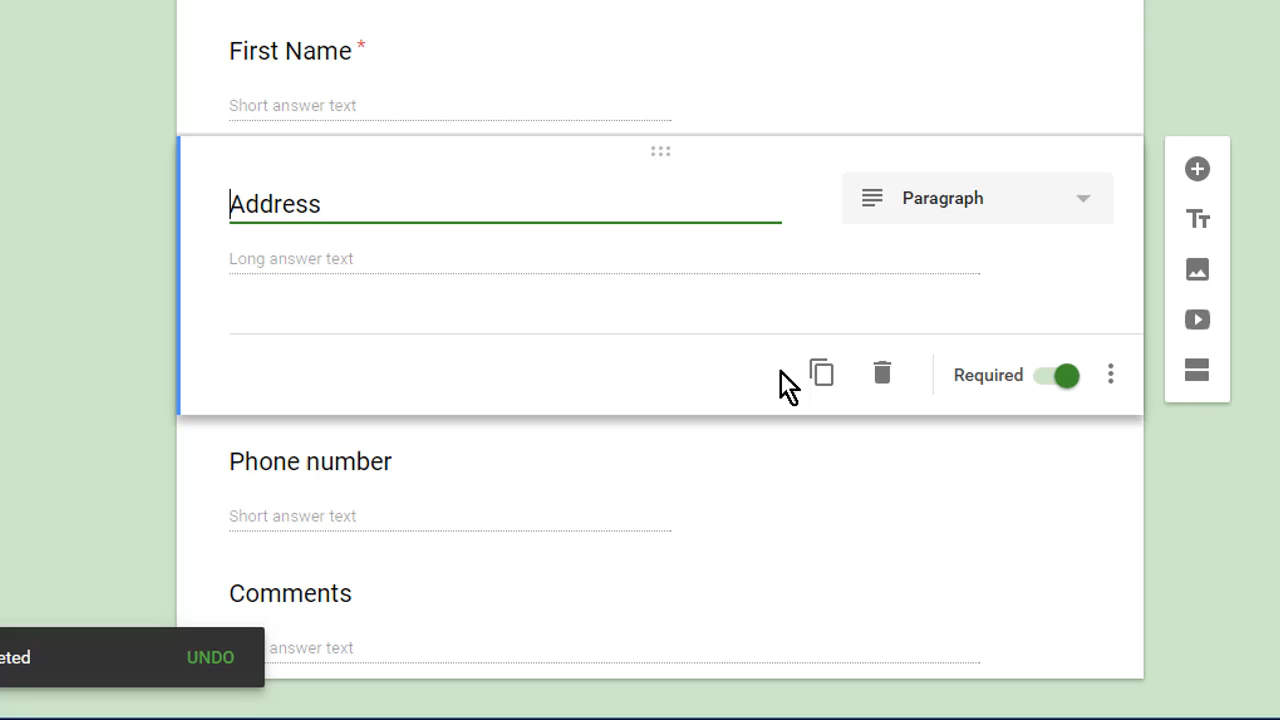 First Name *
Short answer text
Address
Paragraph
Long answer text
Required
Phone number
Short answer text
Comments
answer text
eted
UNDO